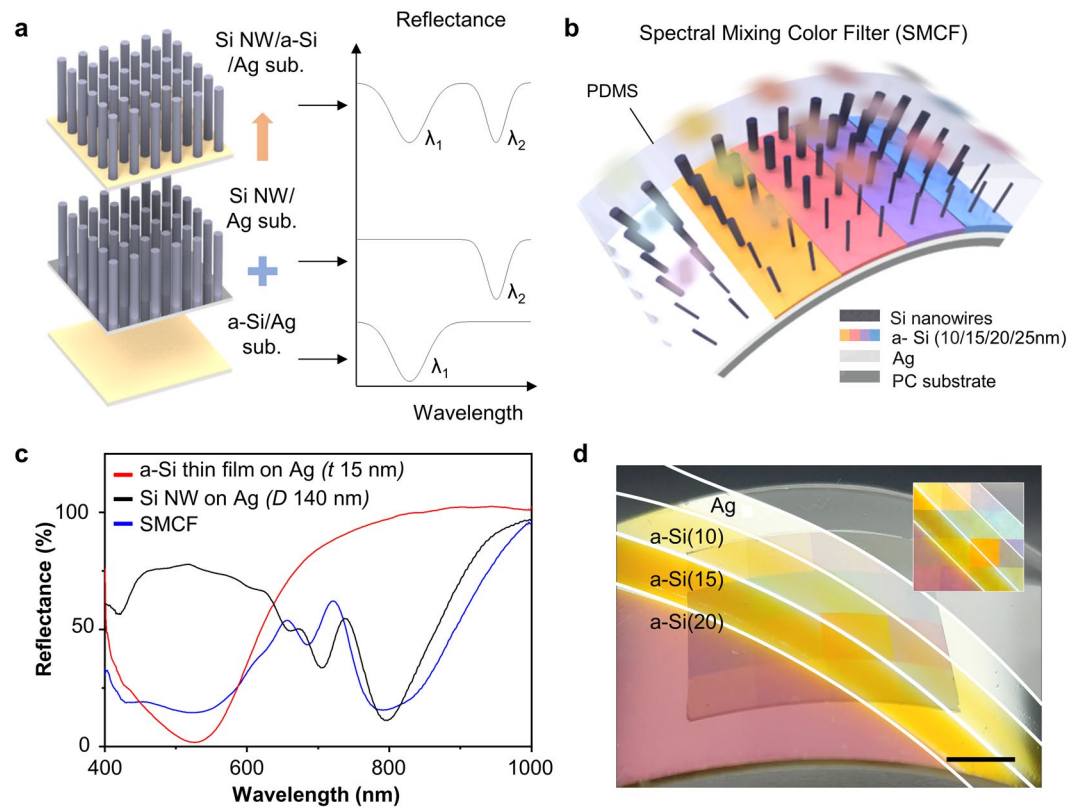 a
Reflectance
Si NW/a-Si
/Ag sub.
λ1
λ2
Si NW/
Ag sub.
λ2
a-Si/Ag
sub.
λ1
Wavelength
b
Spectral Mixing Color Filter (SMCF)
PDMS
Si nanowires
a- Si (10/15/20/25nm)
Ag
PC substrate
c
a-Si thin film on Ag (t 15 nm)
Si NW on Ag (D 140 nm)
SMCF
Reflectance (%)
100
50
0
400
600
800
1000
Wavelength (nm)
d
Ag
a-Si(10)
a-Si(15)
a-Si(20)